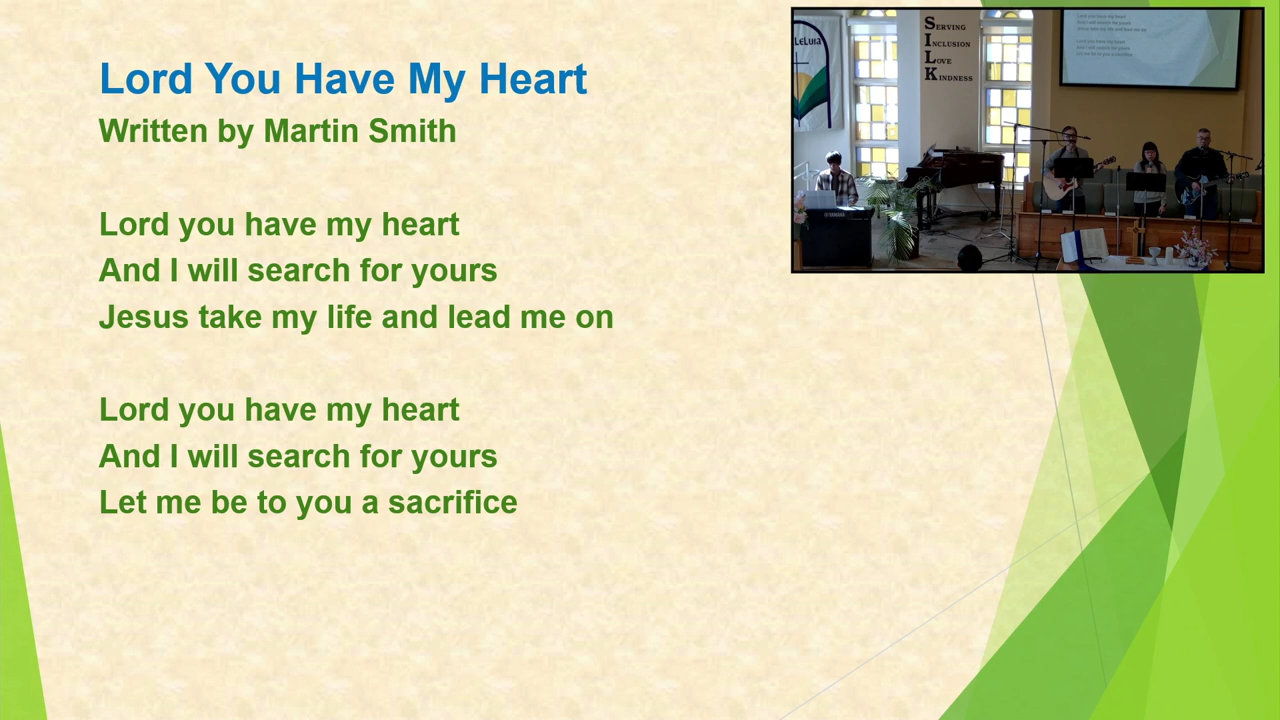 Lord You Have My Heart
Written by Martin Smith
Lord you have my heart
And I will search for yours
Jesus take my life and lead me on
Lord you have my heart
And I will search for yours
Let me be to you a sacrifice
SERVING
INCLUSION
LOVE
KINDNESS
YAMAHA